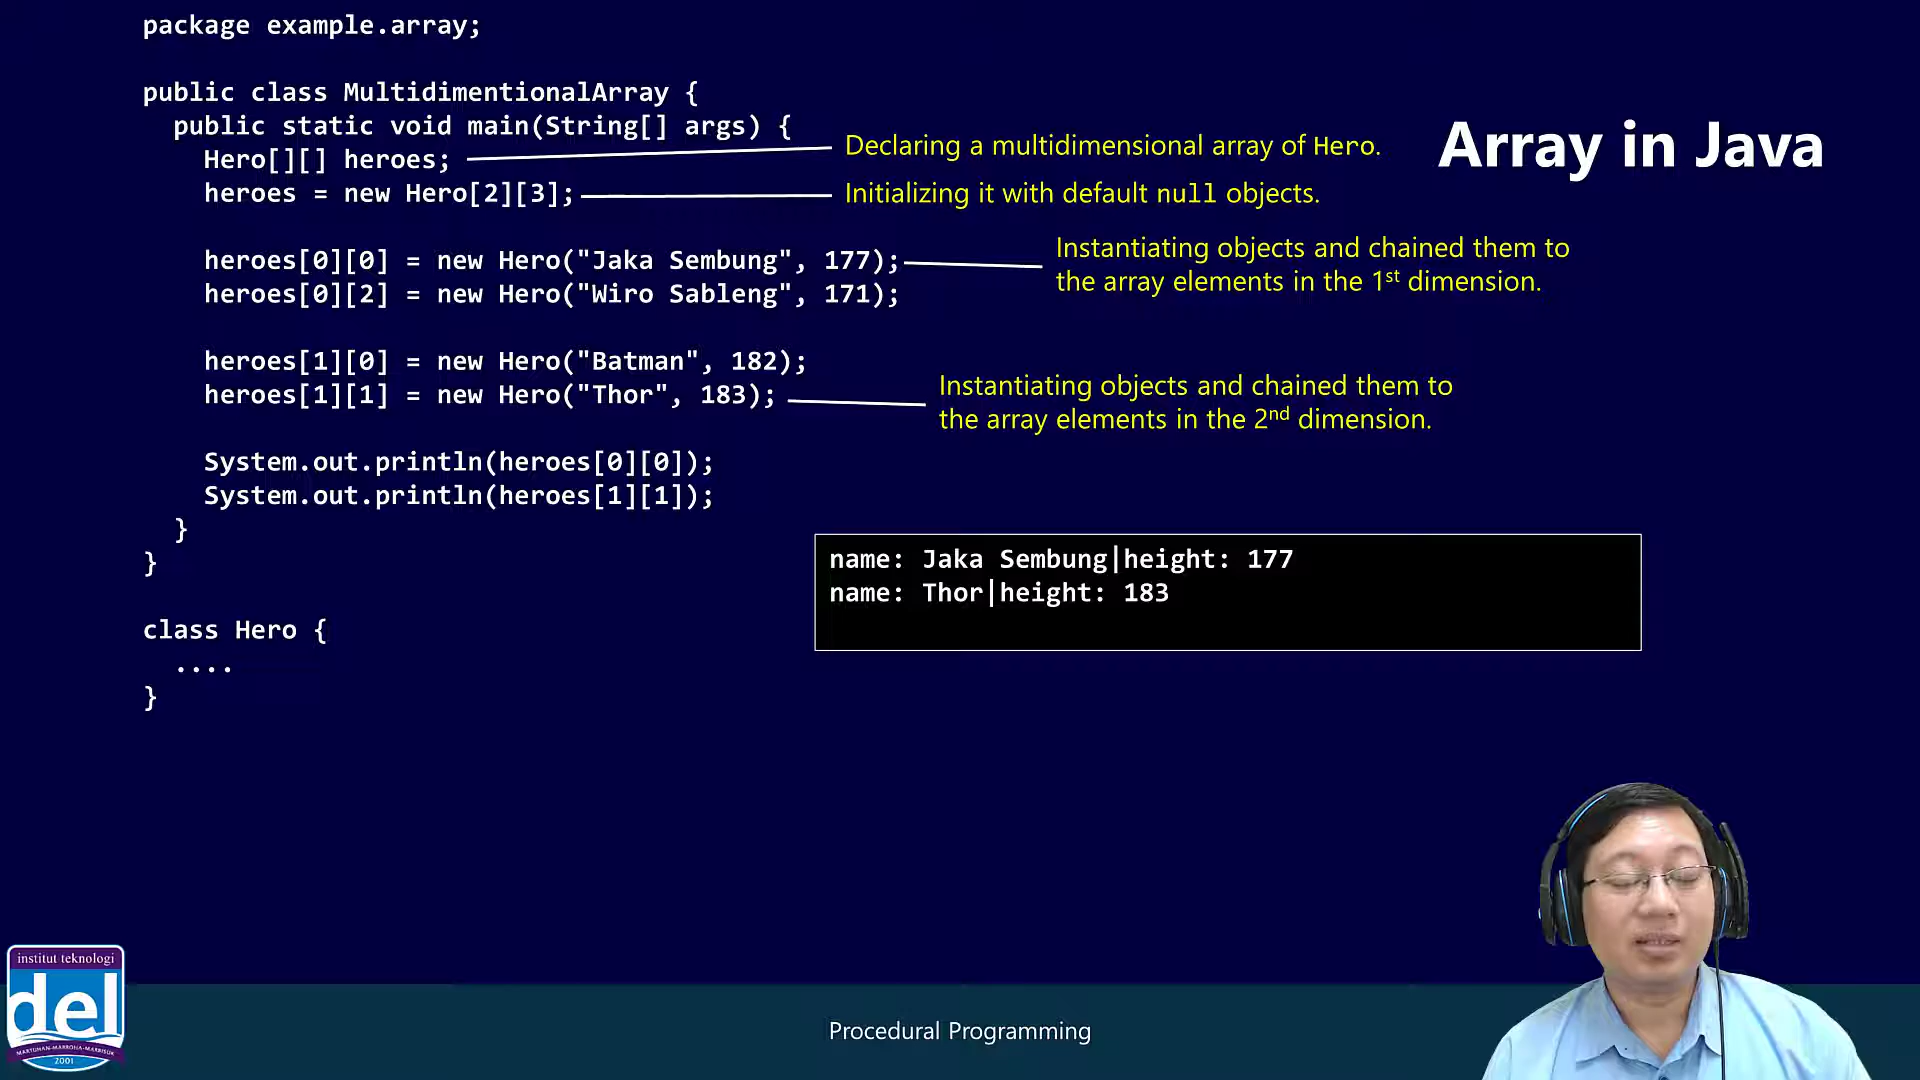 package example.array;
public class MultidimentionalArray {
public static void main(String[] args) {
Hero[][] heroes;
heroes = new Hero[2][3];
heroes[0][0] = new Hero("Jaka Sembung", 177);
heroes[0][2] = new Hero("Wiro Sableng", 171);
heroes[1][0] = new Hero("Batman", 182);
heroes[1][1] = new Hero("Thor", 183);
System.out.println(heroes[0][0]);
System.out.println(heroes[1][1]);
}
}
class Hero {
....
}
Declaring a multidimensional array of Hero.
Initializing it with default null objects.
Instantiating objects and chained them to
the array elements in the 1st dimension.
Instantiating objects and chained them to
the array elements in the 2nd dimension.
Array in Java
name: Jaka Sembung|height: 177
name: Thor|height: 183
institut teknologi
del
MARTUHAN-MARROHA-MARBISUK
2001
Procedural Programming